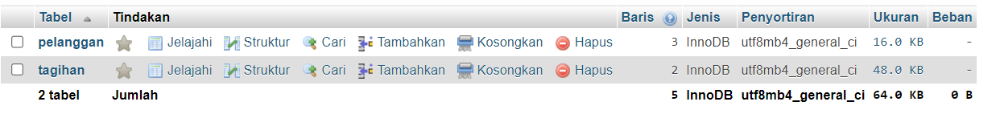 Tabel Tindakan Baris Jenis Penyortiran Ukuran Beban
pelanggan Jelajahi Struktur Cari Tambahkan Kosongkan Hapus 3 InnoDB utf8mb4_general_ci 16.0 KB -
tagihan Jelajahi Struktur Cari Tambahkan Kosongkan Hapus 2 InnoDB utf8mb4_general_ci 48.0 KB -
2 tabel Jumlah 5 InnoDB utf8mb4_general_ci 64.0 KB 0 B